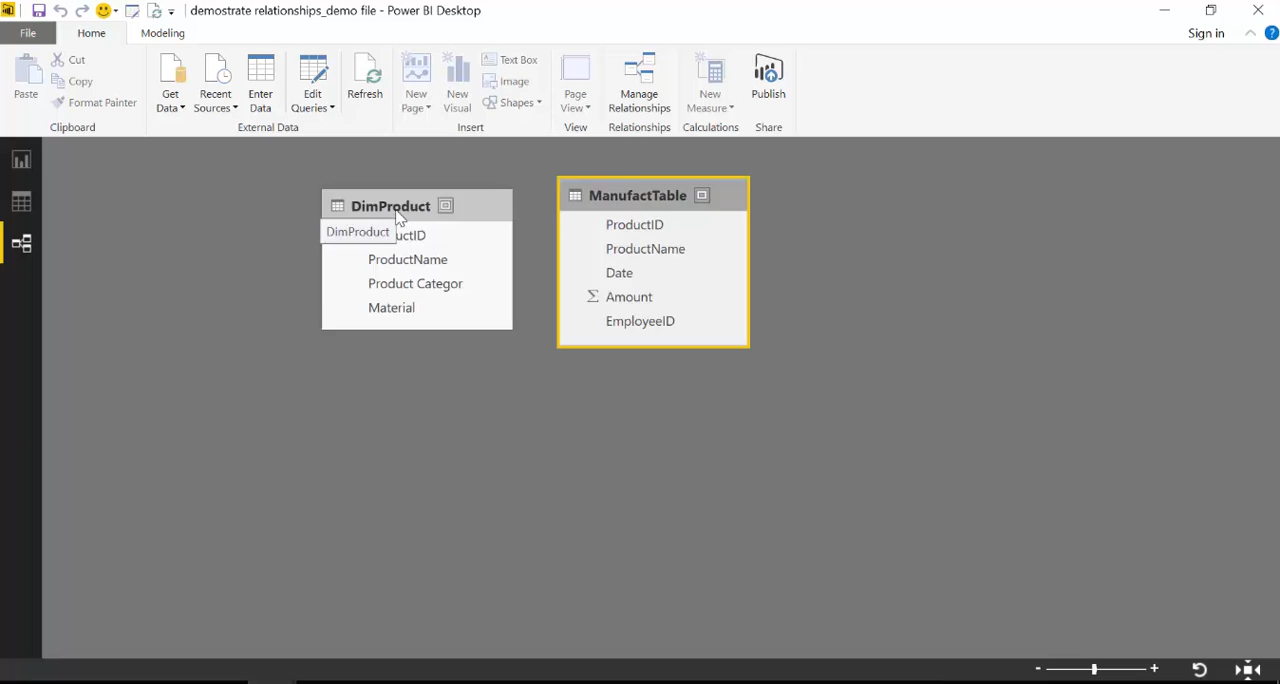 demostrate relationships_demo file - Power BI Desktop
File
Home
Modeling
Sign in
Paste
Cut
Copy
Format Painter
Clipboard
Get Data
Recent Sources
Enter Data
Edit Queries
Refresh
External Data
New Page
New Visual
Text Box
Image
Shapes
Insert
Page View
View
Manage Relationships
Relationships
New Measure
Calculations
Publish
Share
DimProduct
DimProduct
uctID
ProductName
Product Categor
Material
ManufactTable
ProductID
ProductName
Date
Σ Amount
EmployeeID